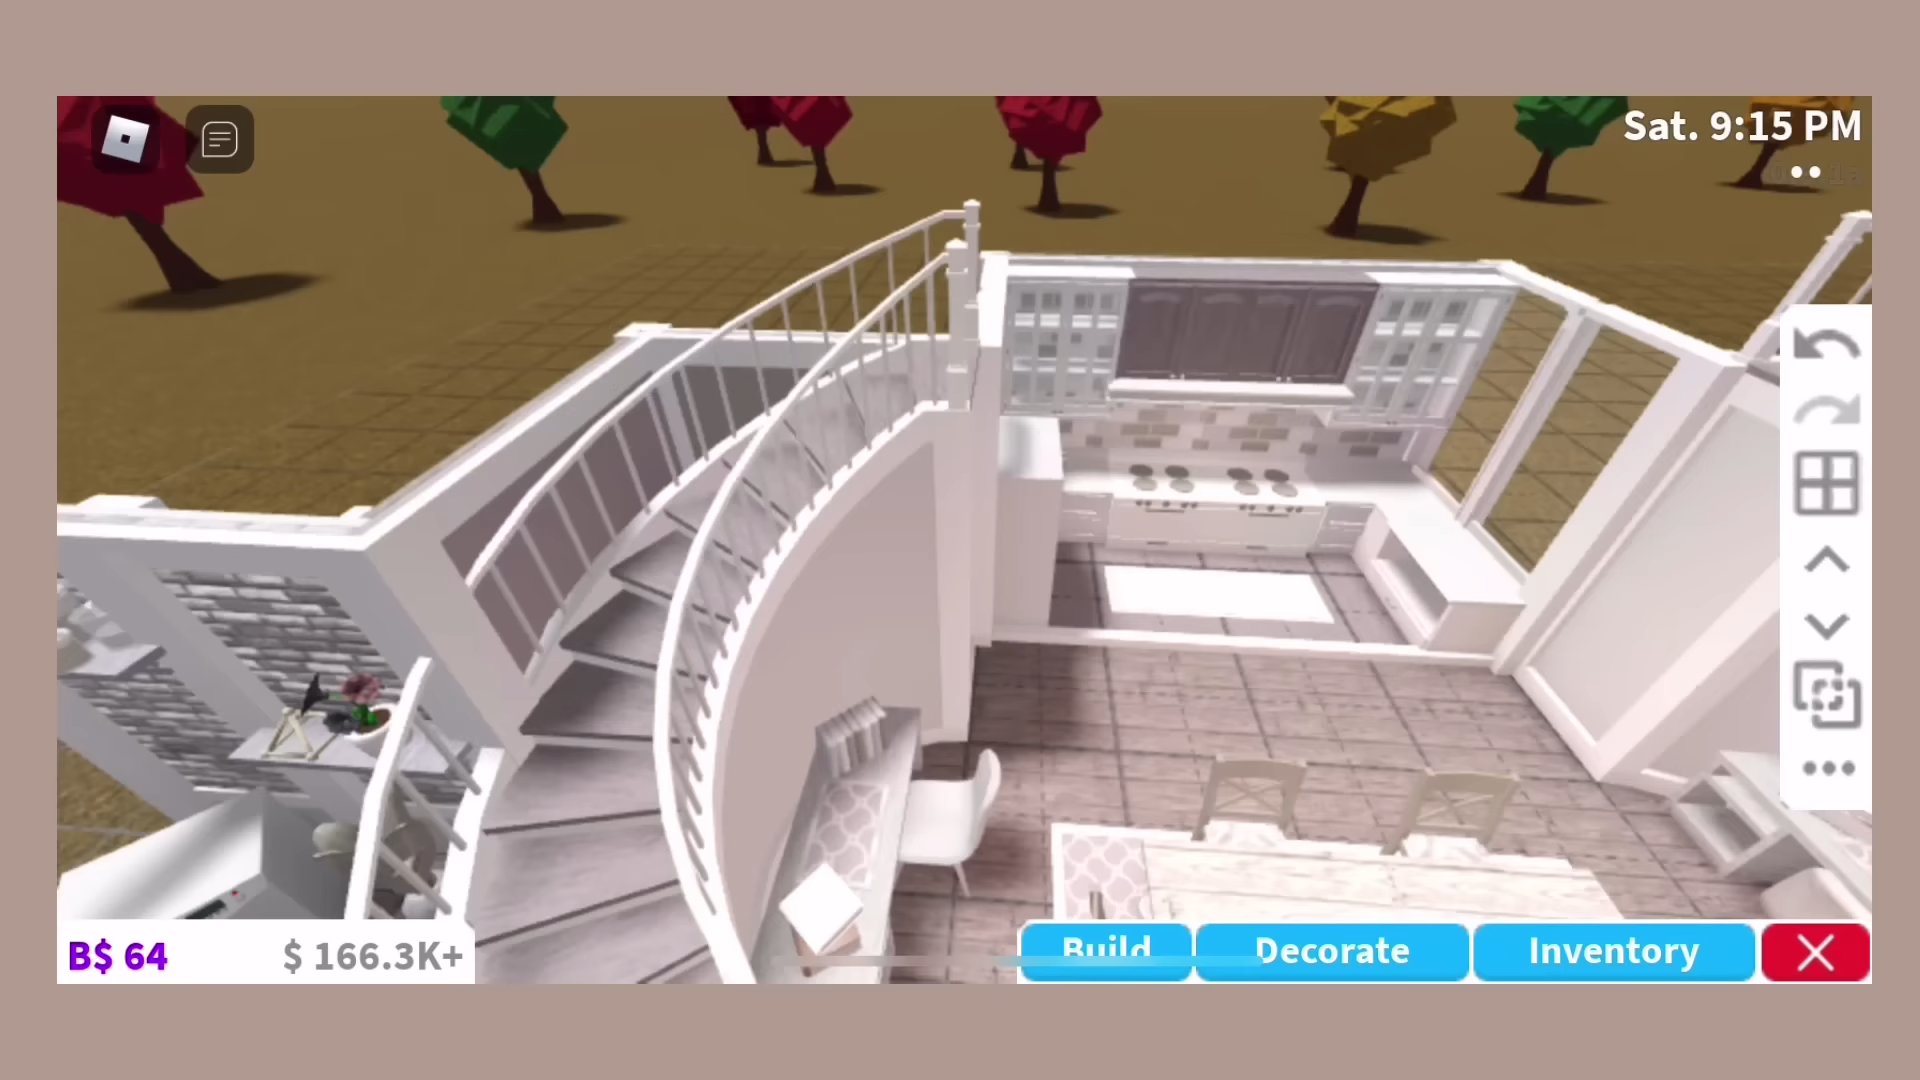 Sat. 9:15 PM
B$ 64
$ 166.3K+
Build
Decorate
Inventory